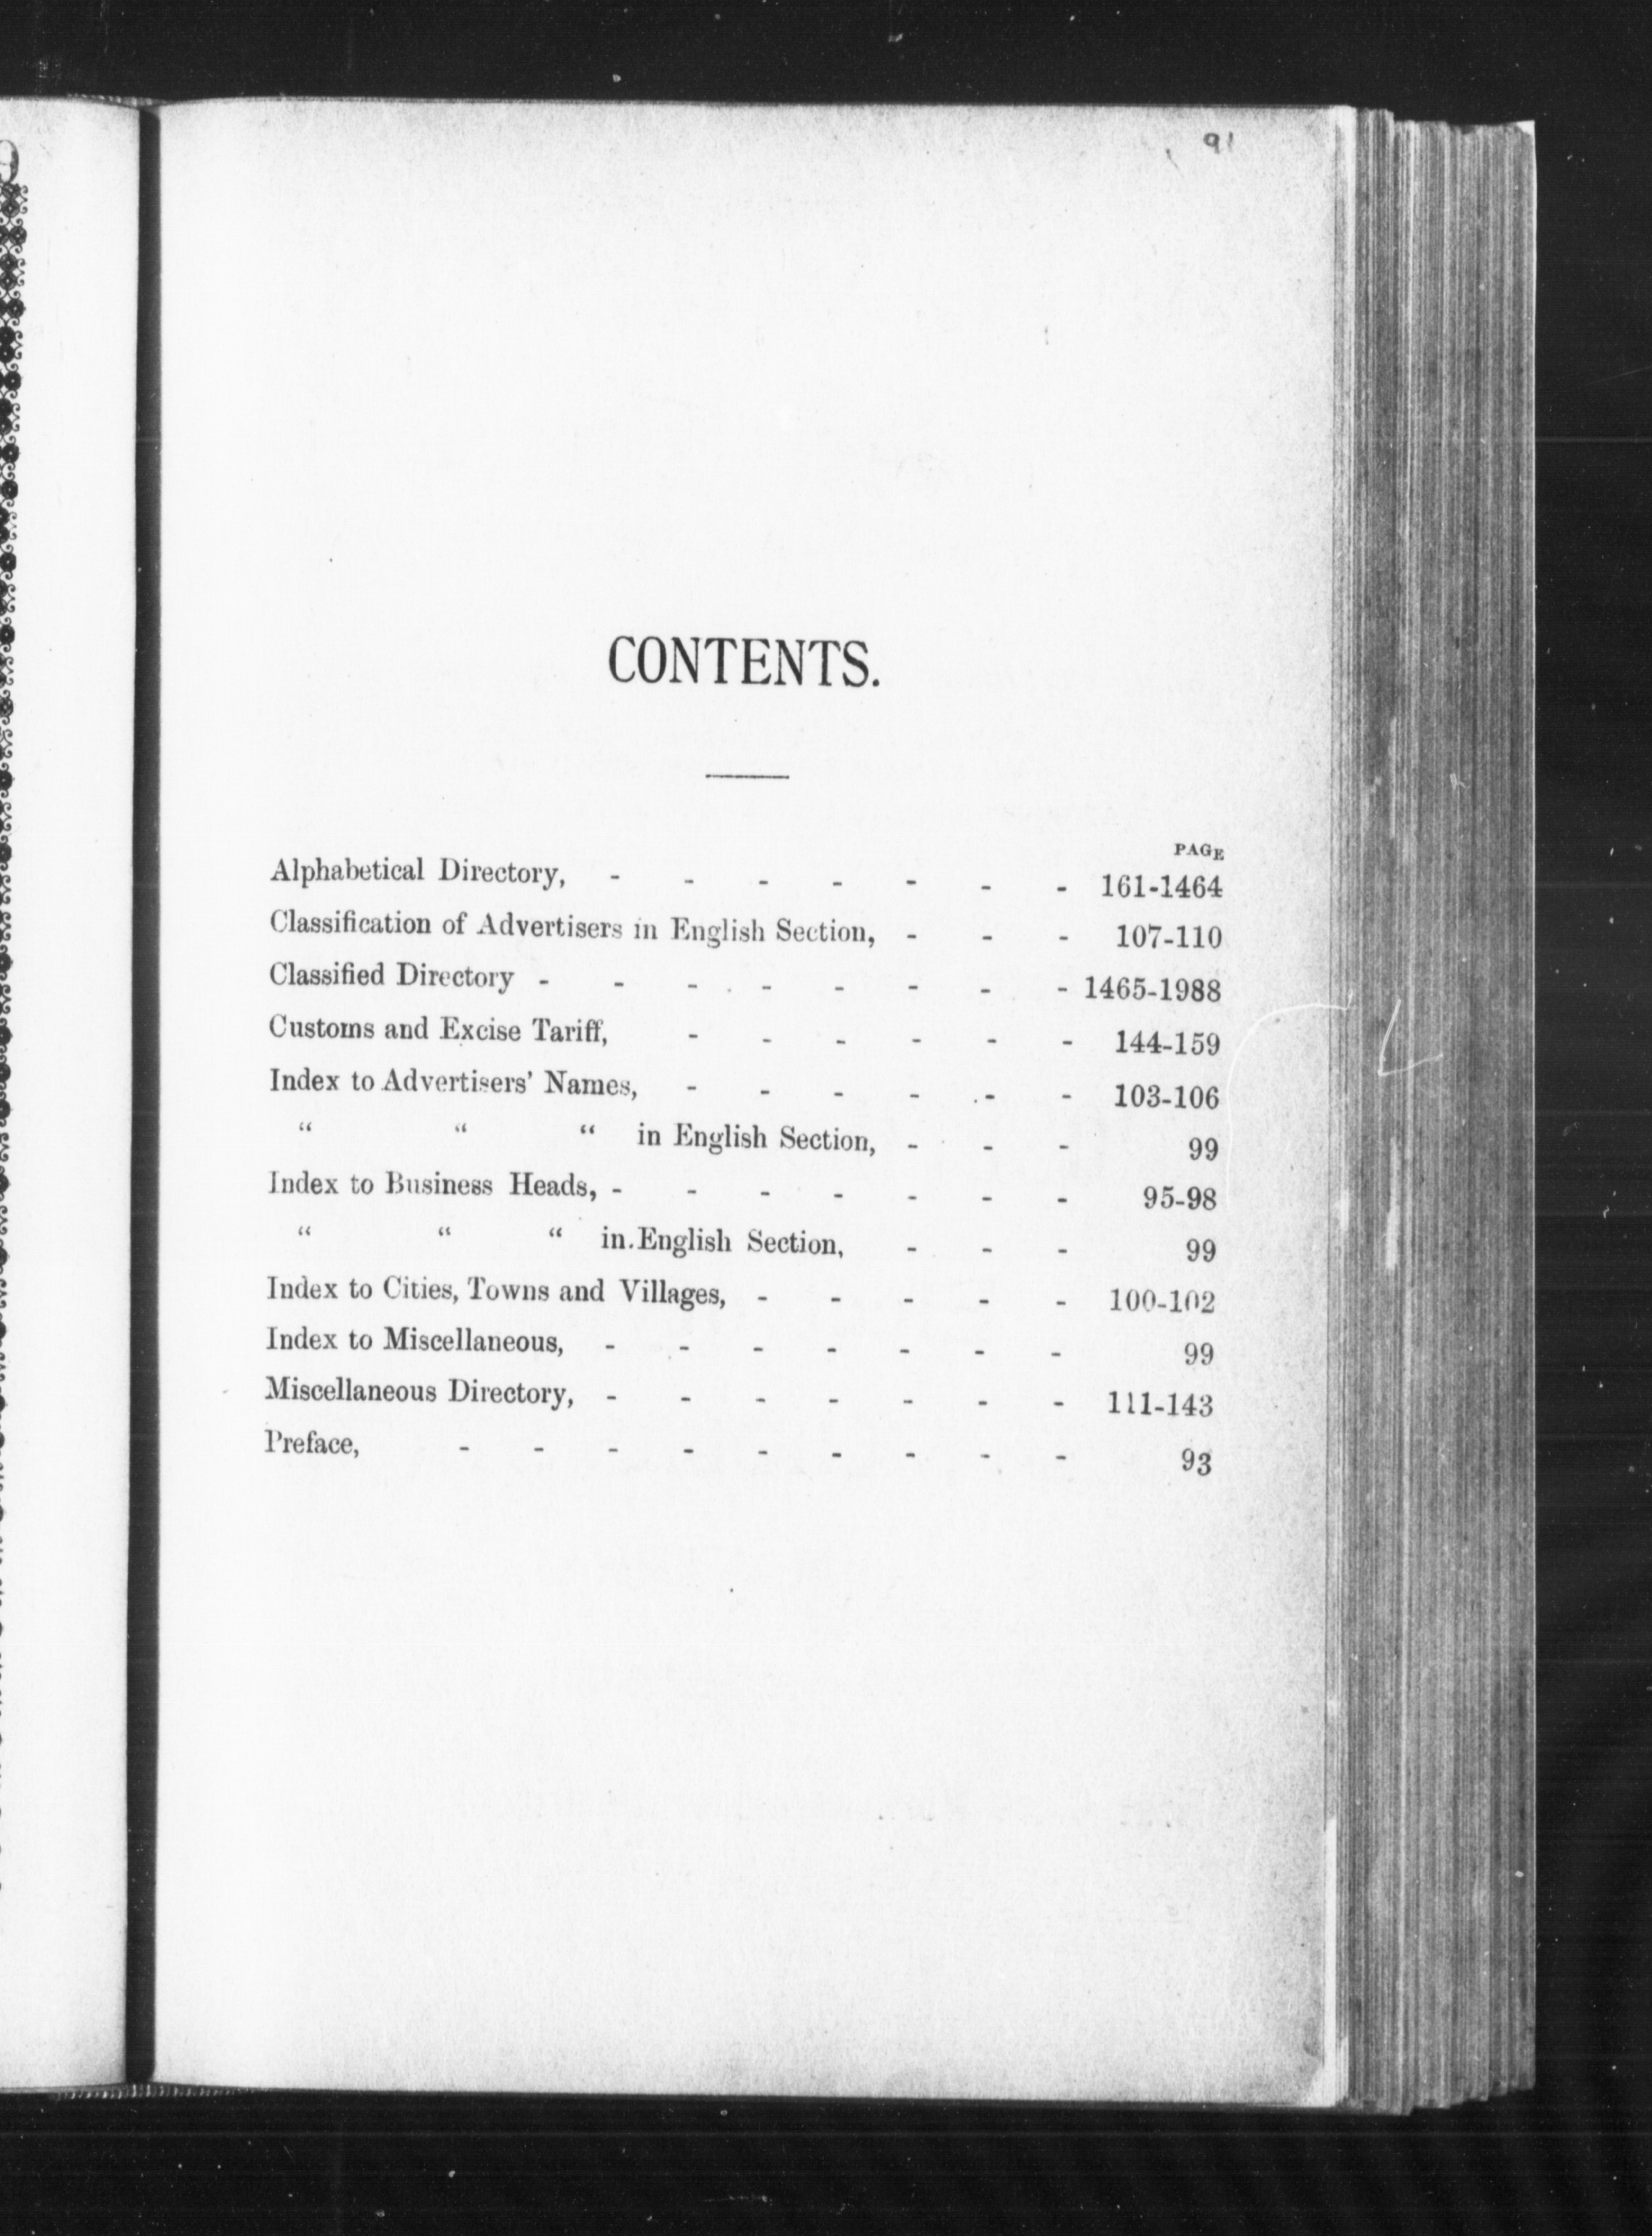 91
CONTENTS.
PAGE
Alphabetical Directory, - - - - - - - 161-1464
Classification of Advertisers in English Section, - - - 107-110
Classified Directory - - - - - - - - 1465-1988
Customs and Excise Tariff, - - - - - - 144-159
Index to Advertisers' Names, - - - - - - 103-106
“ “ “ in English Section, - - - 99
Index to Business Heads, - - - - - - - 95-98
“ “ “ in English Section, - - - 99
Index to Cities, Towns and Villages, - - - - - 100-102
Index to Miscellaneous, - - - - - - - 99
Miscellaneous Directory, - - - - - - - 111-143
Preface, - - - - - - - - - 93